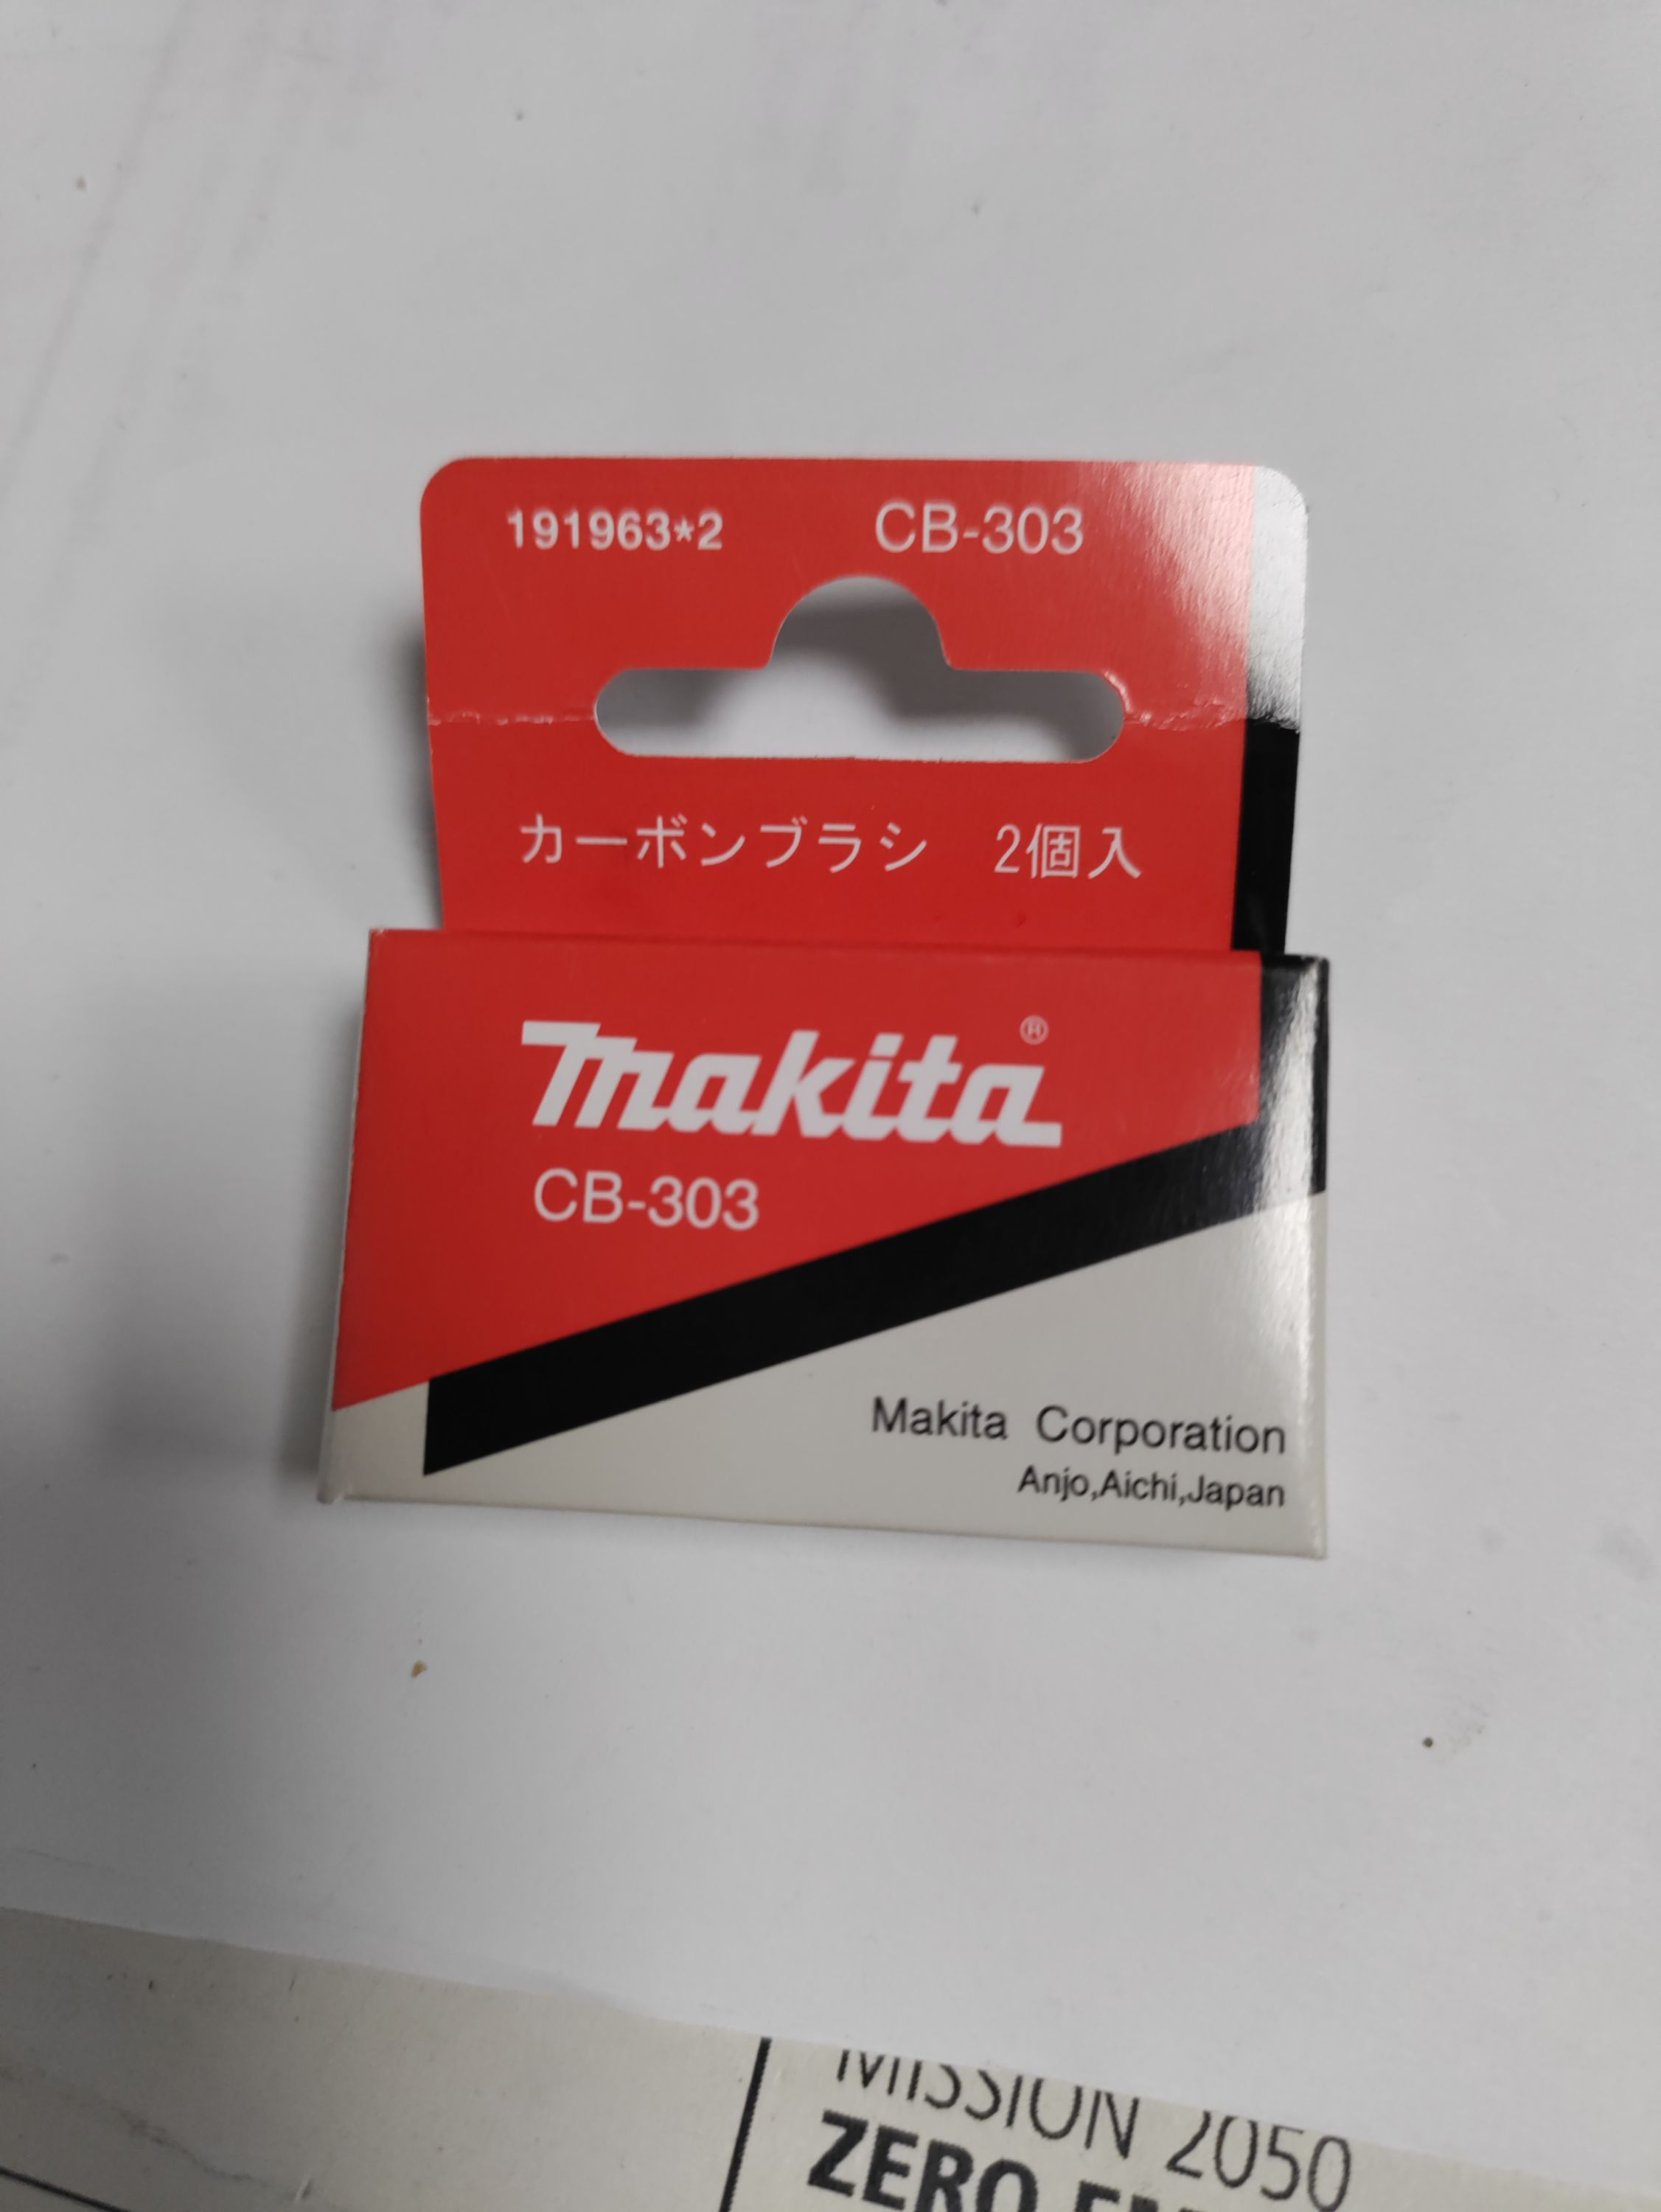 191963*2 CB-303
カーボンブラシ 2個入
makita®
CB-303
Makita Corporation
Anjo,Aichi,Japan
MISSION 2050
ZERO